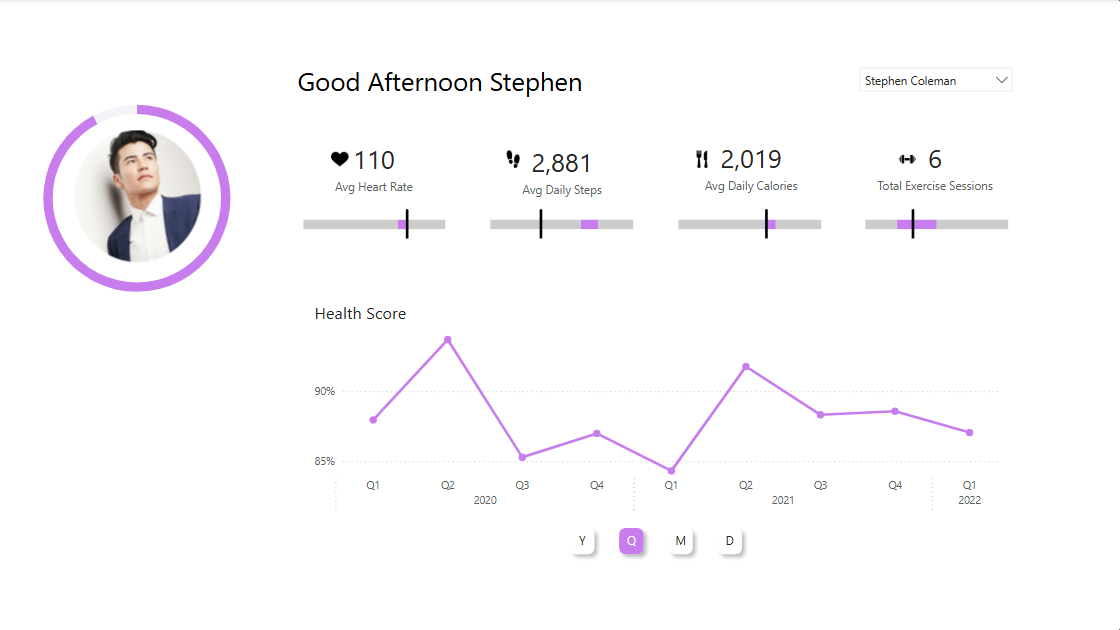 Good Afternoon Stephen
Stephen Coleman
110
Avg Heart Rate
2,881
Avg Daily Steps
2,019
Avg Daily Calories
6
Total Exercise Sessions
Health Score
90%
85%
Q1 Q2 Q3 Q4 Q1 Q2 Q3 Q4 Q1
2020 2021 2022
Y Q M D